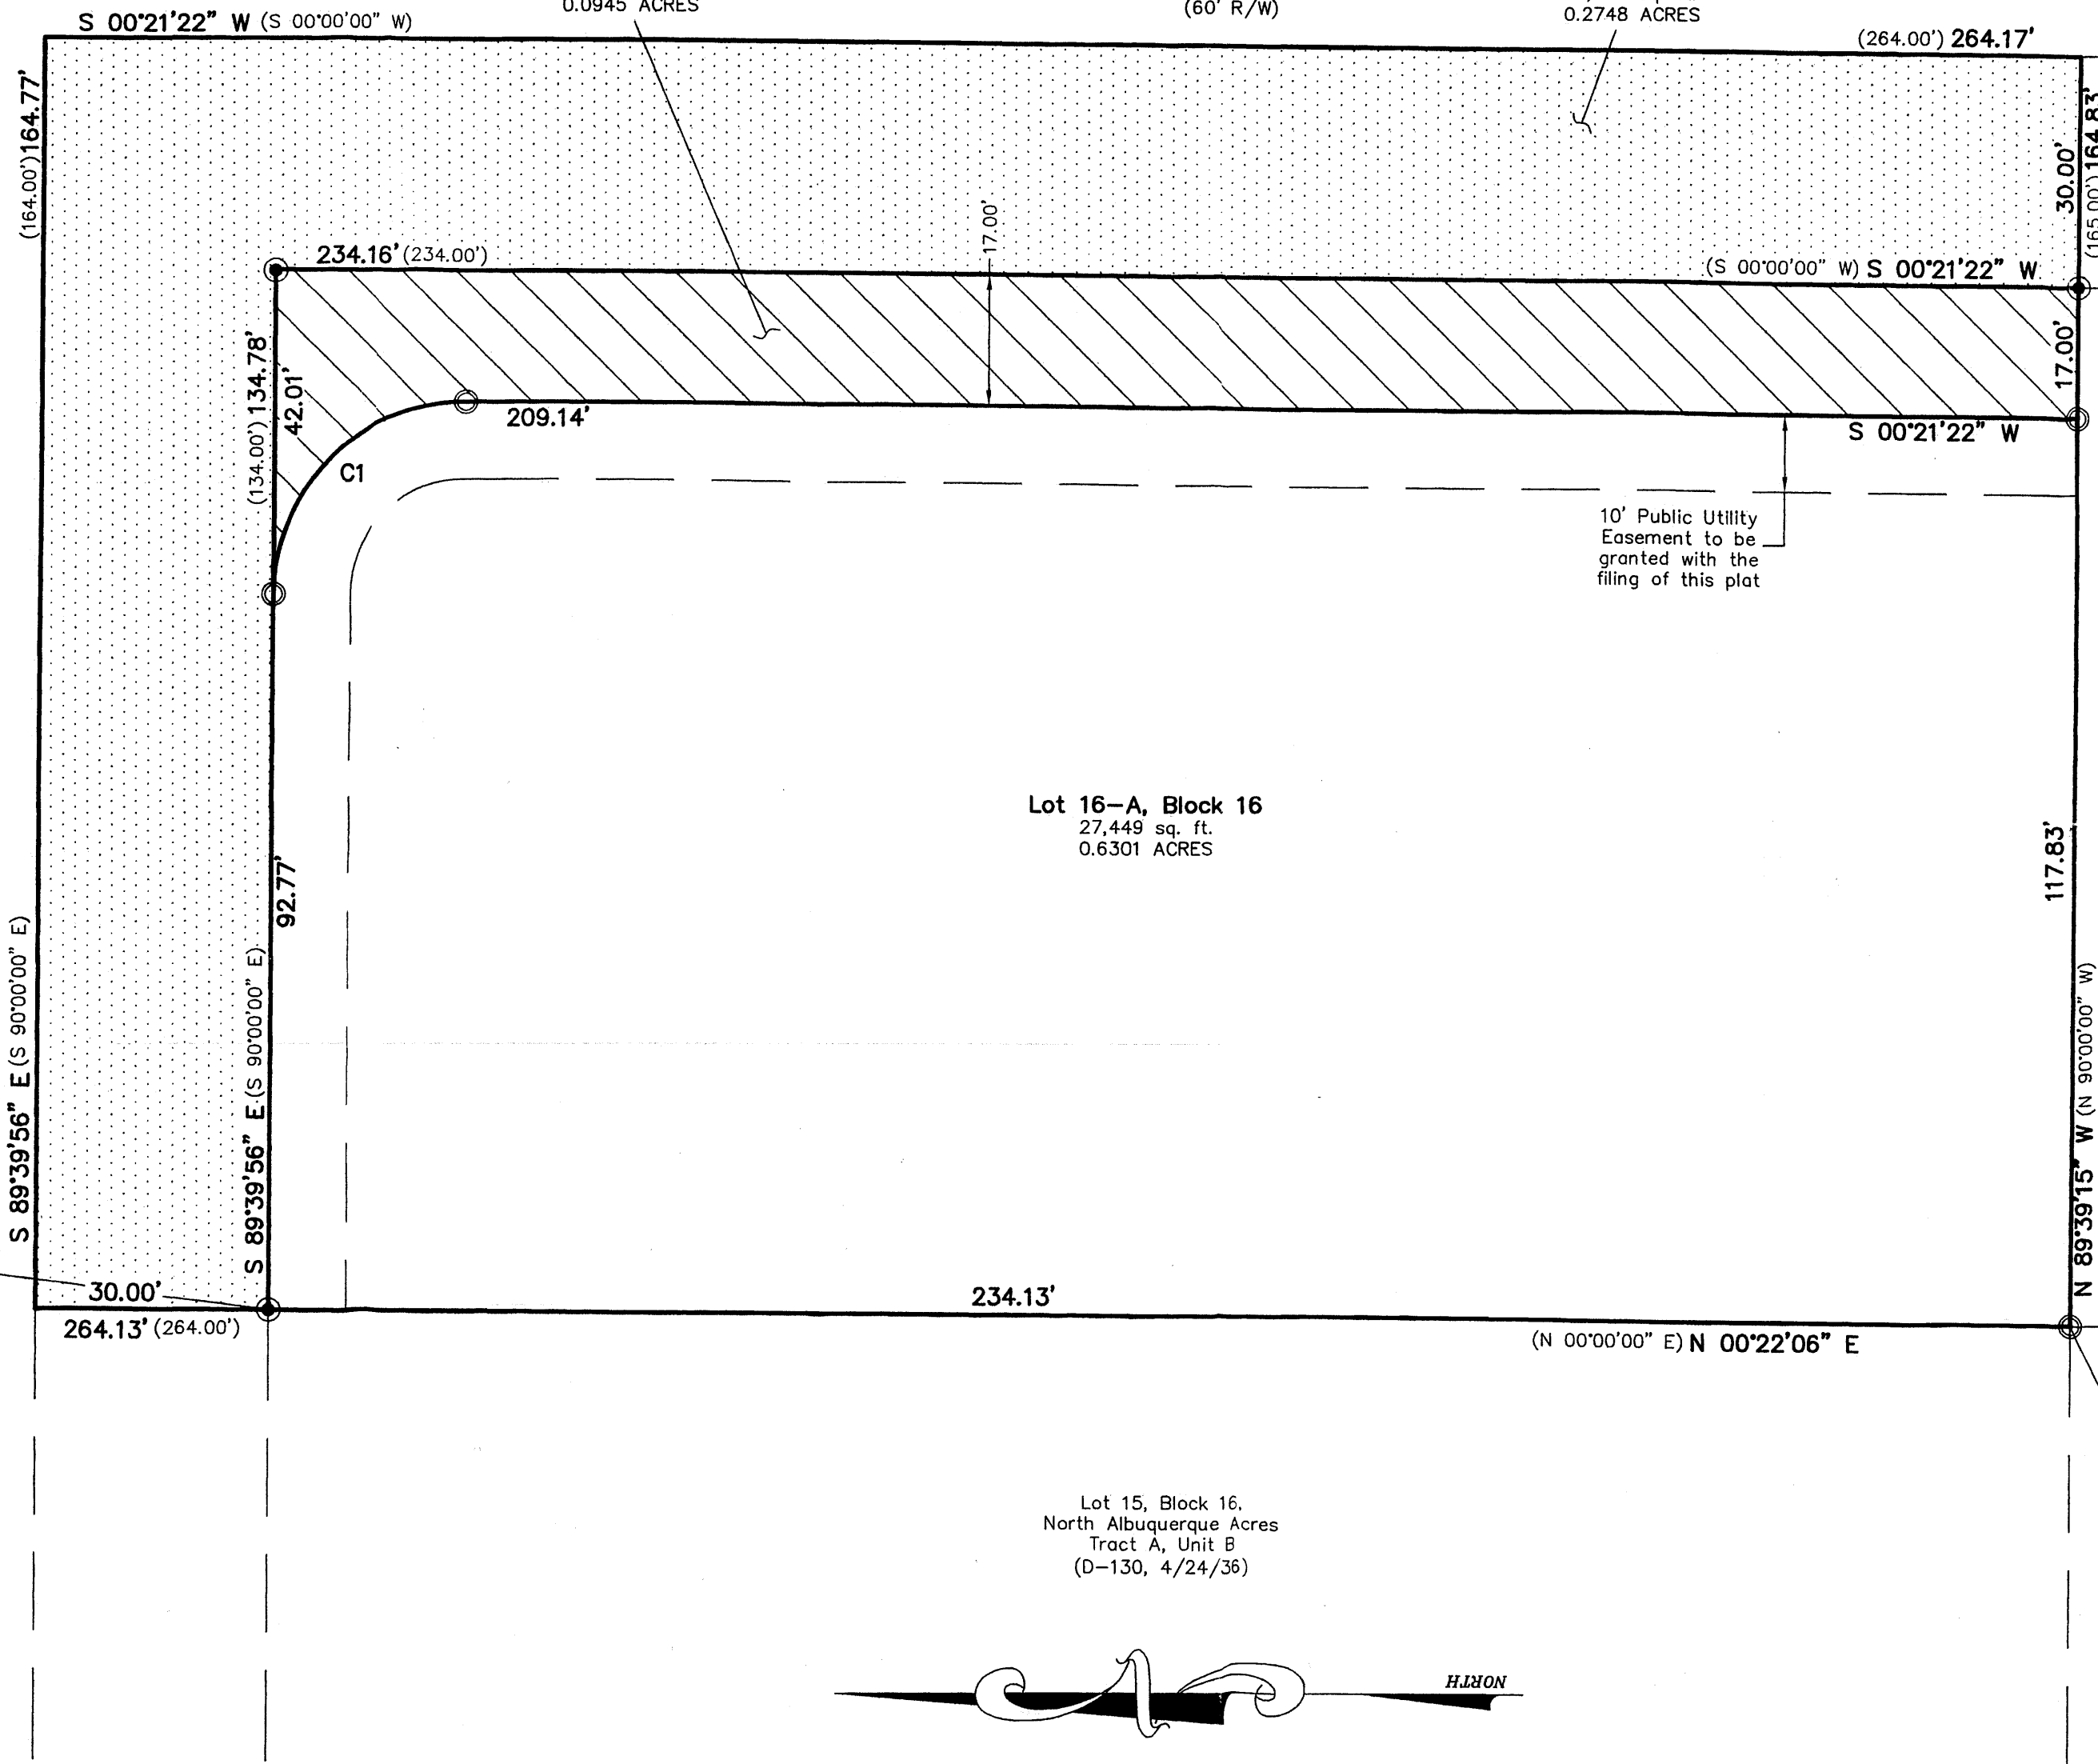 0.0945 ACRES
(60' R/W)
0.2748 ACRES
S 00°21'22" W (S 00°00'00" W)
(264.00') 264.17'
(164.00') 164.77'
(165.00') 164.83'
30.00'
17.00'
234.16' (234.00')
(S 00°00'00" W) S 00°21'22" W
(134.00') 134.78'
42.01'
17.00'
209.14'
S 00°21'22" W
C1
10' Public Utility
Easement to be
granted with the
filing of this plat
Lot 16-A, Block 16
27,449 sq. ft.
0.6301 ACRES
92.77'
117.83'
S 89°39'56" E (S 90°00'00" E)
S 89°39'56" E (S 90°00'00" E)
N 89°39'15" W (N 90°00'00" W)
30.00'
234.13'
264.13' (264.00')
(N 00°00'00" E) N 00°22'06" E
Lot 15, Block 16,
North Albuquerque Acres
Tract A, Unit B
(D-130, 4/24/36)
NORTH